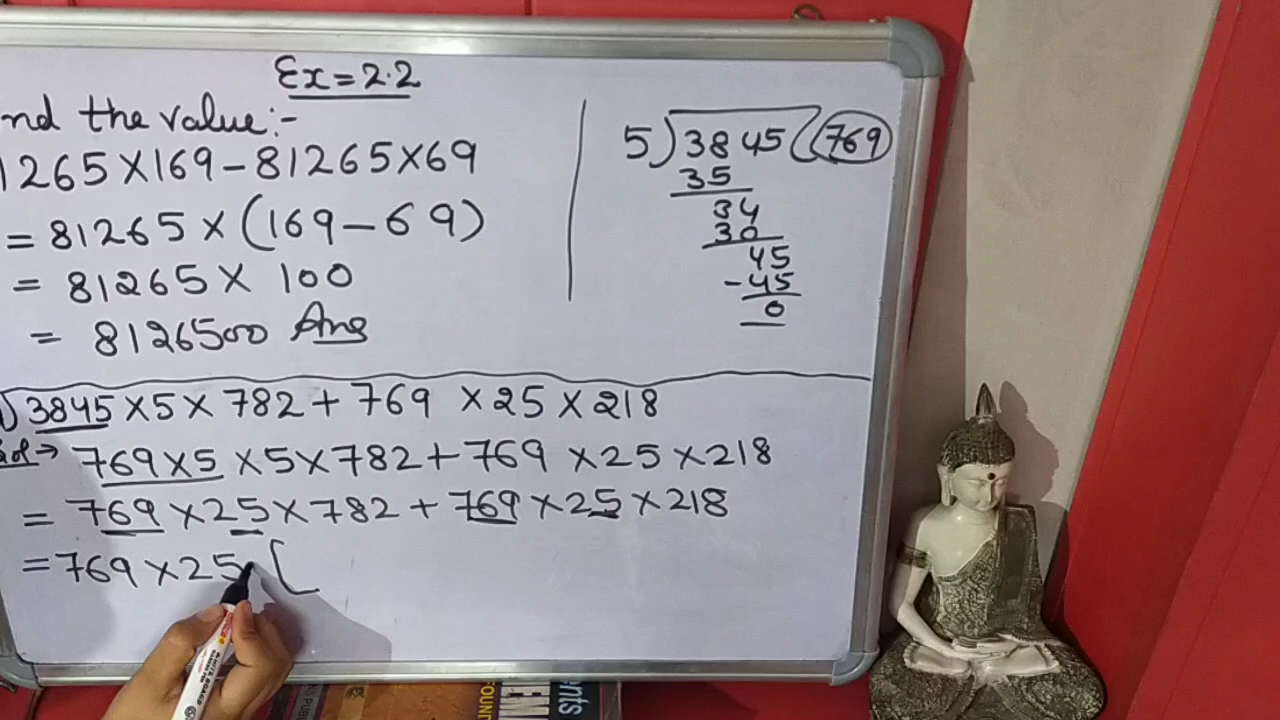 Ex = 2.2
nd the value:-
1265 × 169 - 81265 × 69
= 81265 × (169 - 69)
= 81265 × 100
= 8126500 Ans
5)3845(769
35
34
30
45
-45
0
) 3845 × 5 × 782 + 769 × 25 × 218
Sol→ 769 × 5 × 5 × 782 + 769 × 25 × 218
= 769 × 25 × 782 + 769 × 25 × 218
= 769 × 25 [